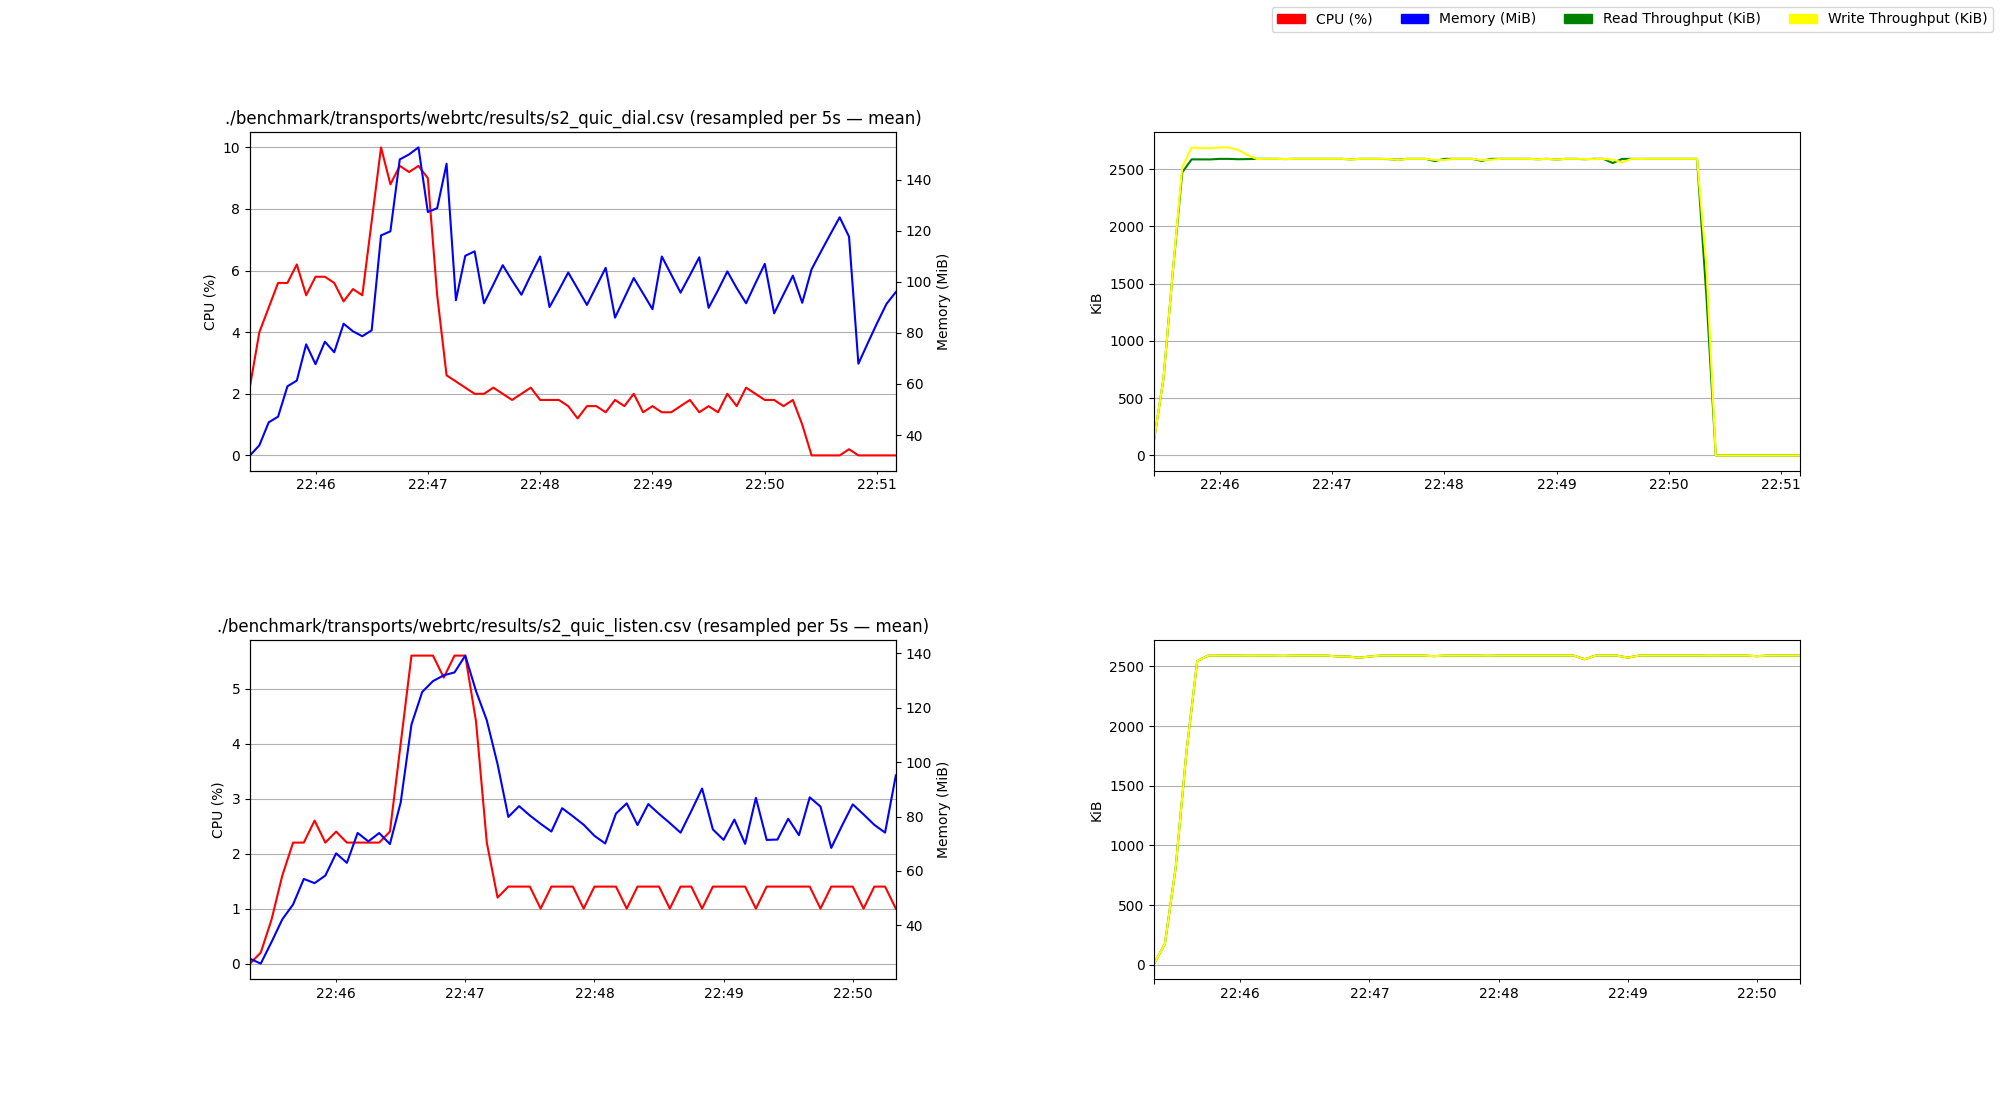 CPU (%) Memory (MiB) Read Throughput (KiB) Write Throughput (KiB)
./benchmark/transports/webrtc/results/s2_quic_dial.csv (resampled per 5s — mean)
10
8
6
4
2
0
CPU (%)
140
120
100
80
60
40
Memory (MiB)
22:46 22:47 22:48 22:49 22:50 22:51
2500
2000
1500
1000
500
0
KiB
22:46 22:47 22:48 22:49 22:50 22:51
./benchmark/transports/webrtc/results/s2_quic_listen.csv (resampled per 5s — mean)
5
4
3
2
1
0
CPU (%)
140
120
100
80
60
40
Memory (MiB)
22:46 22:47 22:48 22:49 22:50
2500
2000
1500
1000
500
0
KiB
22:46 22:47 22:48 22:49 22:50